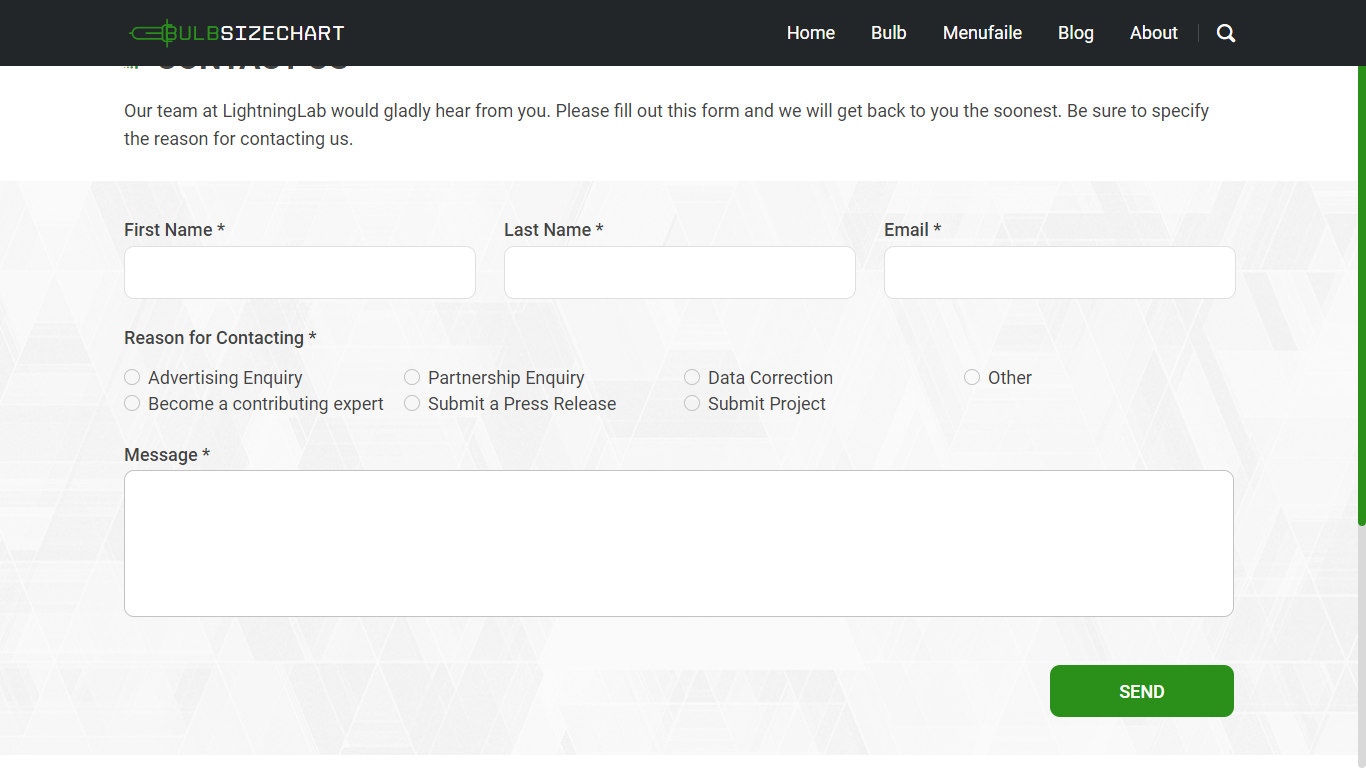 BULBSIZECHART Home Bulb Menufaile Blog About
CONTACT US
Our team at LightningLab would gladly hear from you. Please fill out this form and we will get back to you the soonest. Be sure to specify
the reason for contacting us.
First Name * Last Name * Email *
Reason for Contacting *
Advertising Enquiry Partnership Enquiry Data Correction Other
Become a contributing expert Submit a Press Release Submit Project
Message *
SEND